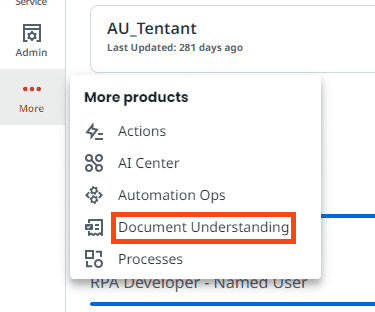 Service
Admin
More
AU_Tentant
Last Updated: 281 days ago
More products
Actions
AI Center
Automation Ops
Document Understanding
Processes
RPA Developer - Named User